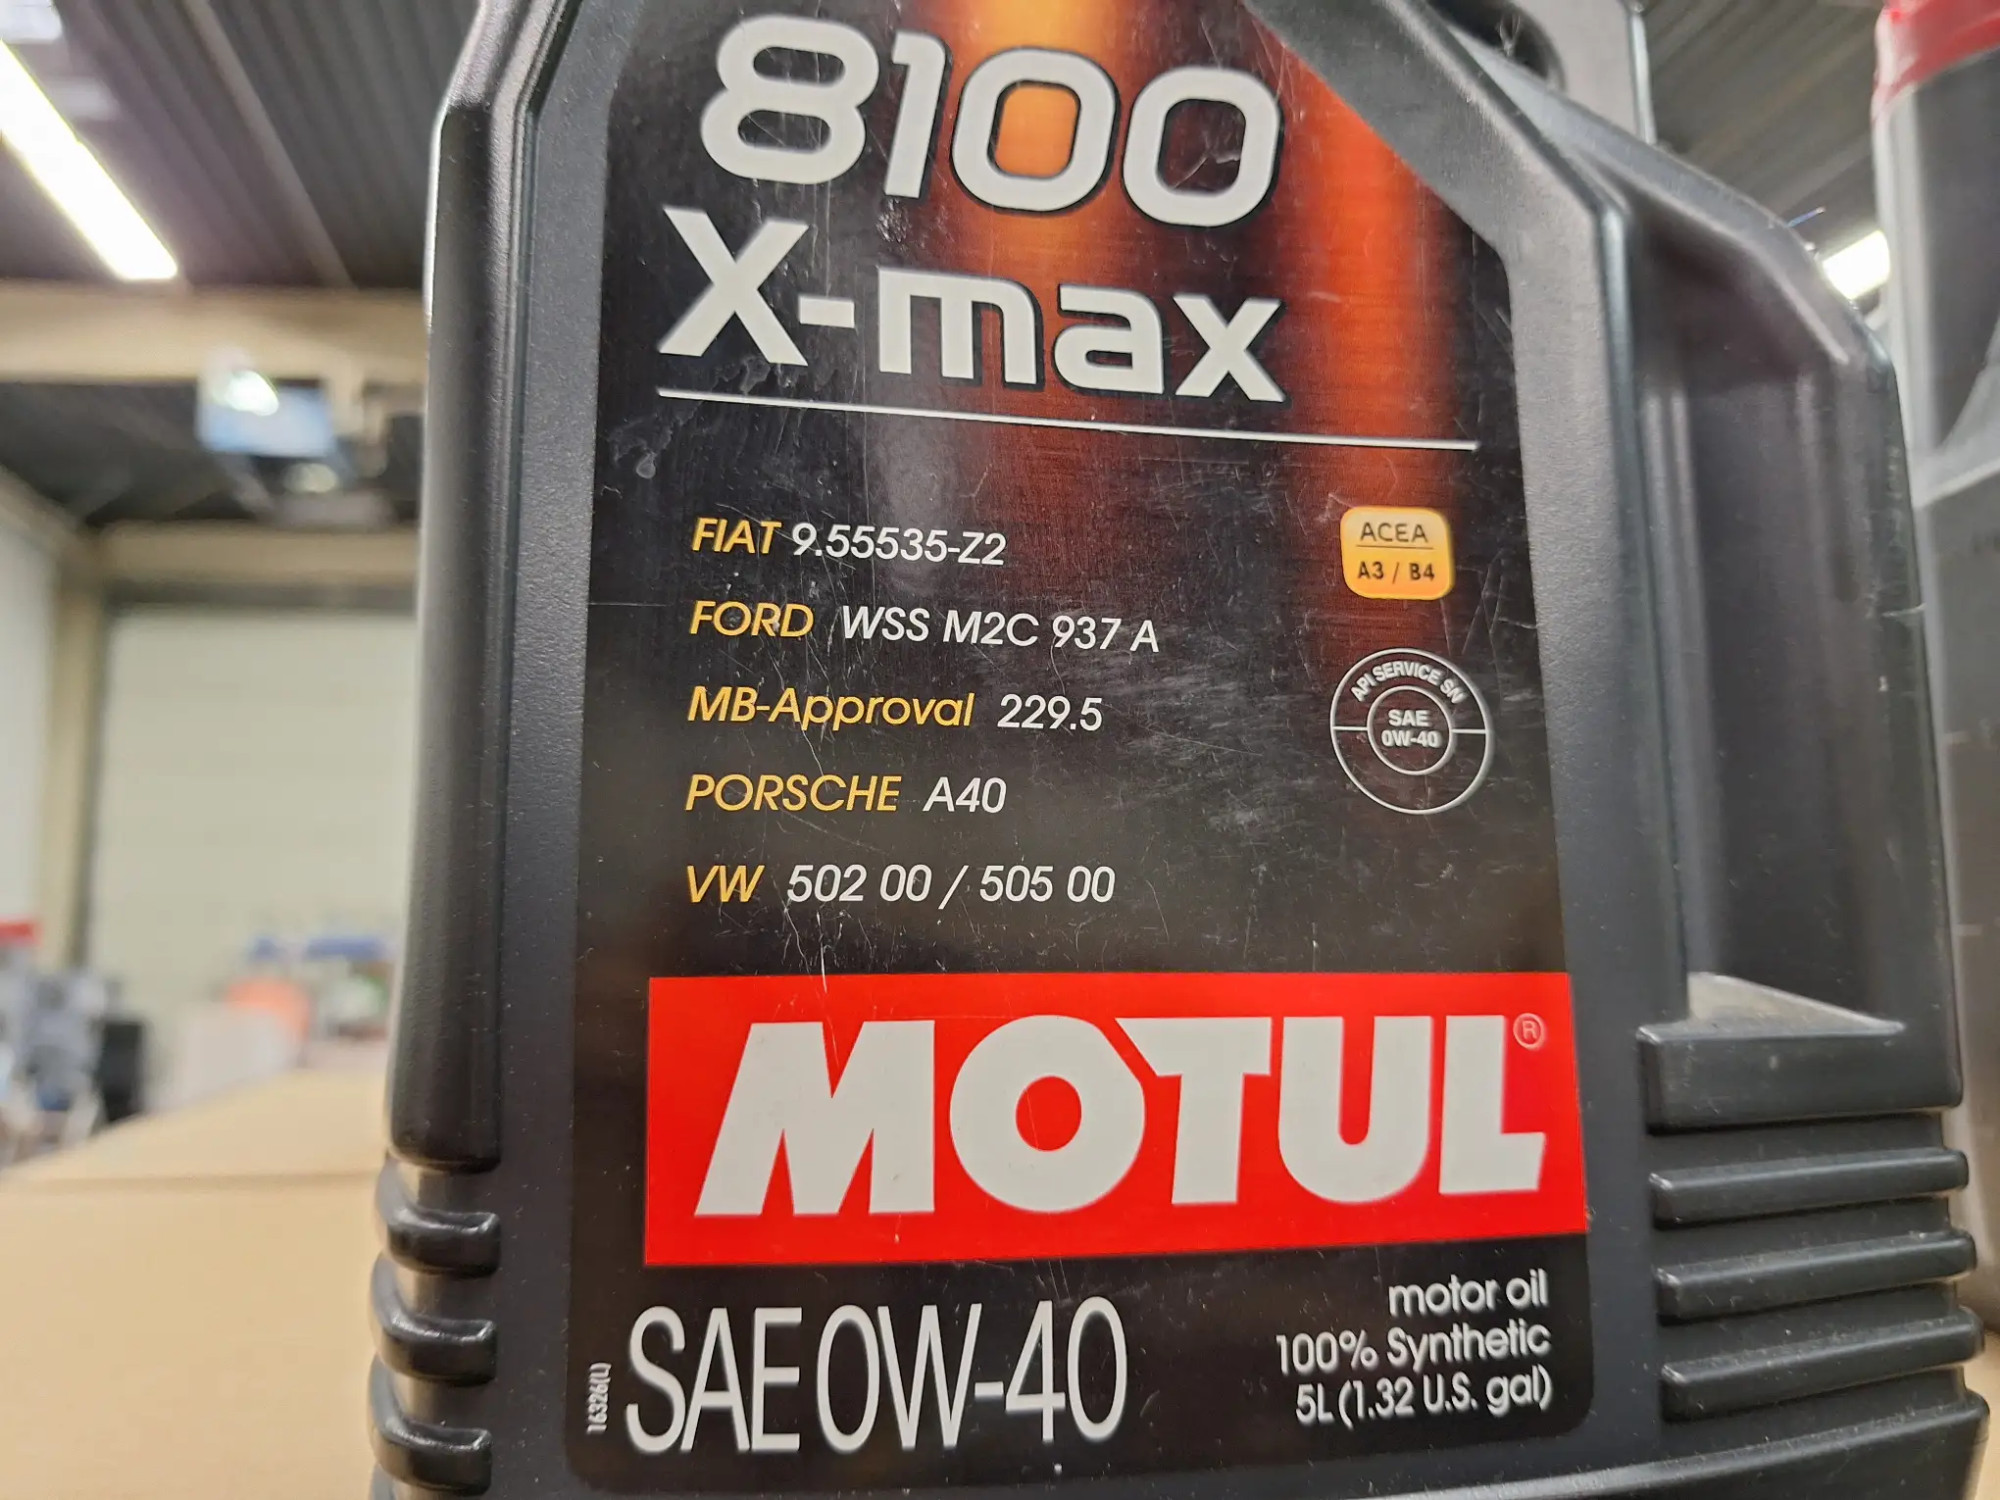 8100
X-max
FIAT 9.55535-Z2
FORD WSS M2C 937 A
MB-Approval 229.5
PORSCHE A40
VW 502 00 / 505 00
ACEA
A3 / B4
API SERVICE SN
SAE
0W-40
MOTUL®
SAE 0W-40
motor oil
100% Synthetic
5L (1.32 U.S. gal)
16326(L)